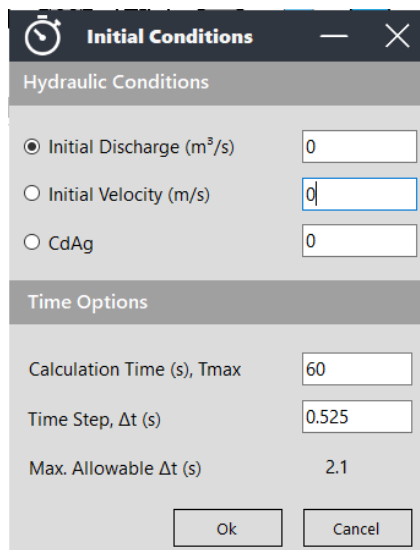 Initial Conditions
Hydraulic Conditions
Initial Discharge (m³/s) 0
Initial Velocity (m/s) 0
CdAg 0
Time Options
Calculation Time (s), Tmax 60
Time Step, Δt (s) 0.525
Max. Allowable Δt (s) 2.1
Ok Cancel